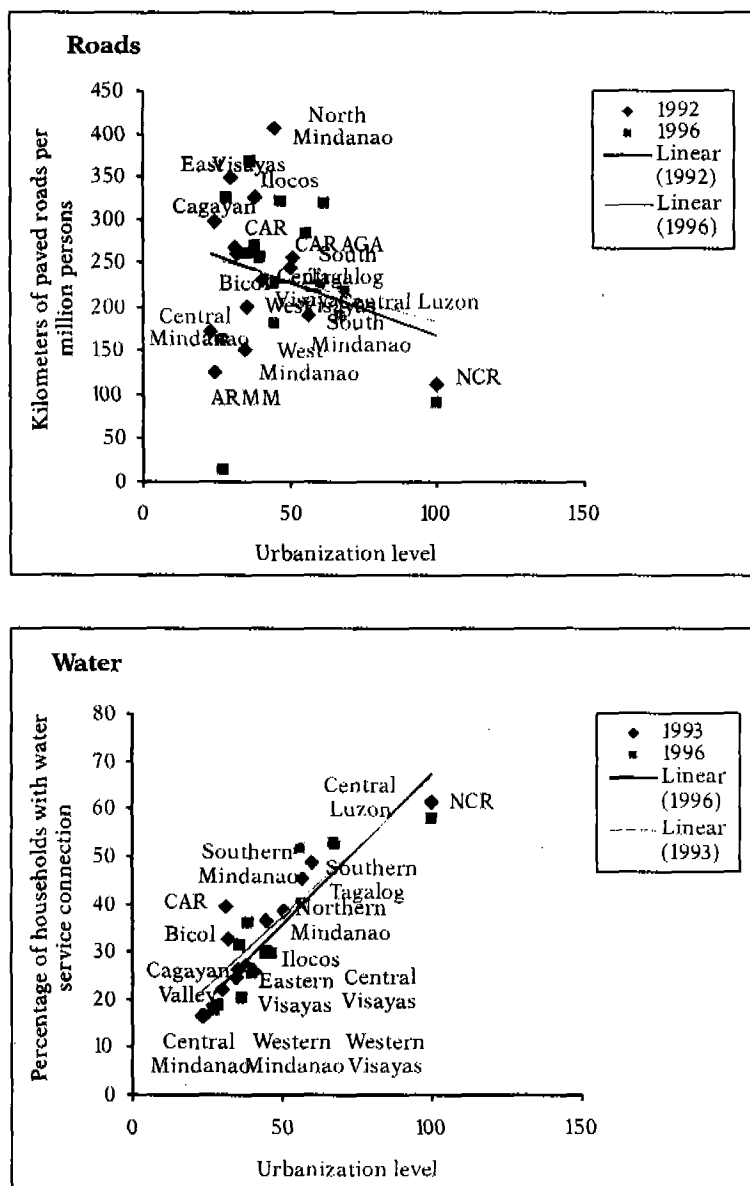 Roads
Kilometers of paved roads per
million persons
450
400
350
300
250
200
150
100
50
0
0
50
100
150
Urbanization level
North
Mindanao
East Visayas
Ilocos
Cagayan
CAR
CARAGA
South
Tagalog
Bicol
Central
Visayas
Central Luzon
West Visayas
South
Mindanao
Central
Mindanao
West
Mindanao
ARMM
NCR
1992
1996
Linear
(1992)
Linear
(1996)
Water
Percentage of households with water
service connection
80
70
60
50
40
30
20
10
0
0
50
100
150
Urbanization level
Central
Luzon
NCR
Southern
Mindanao
Southern
Tagalog
CAR
Northern
Mindanao
Bicol
Ilocos
Cagayan
Valley
Eastern
Visayas
Central
Visayas
Central
Mindanao
Western
Mindanao
Western
Visayas
1993
1996
Linear
(1996)
Linear
(1993)